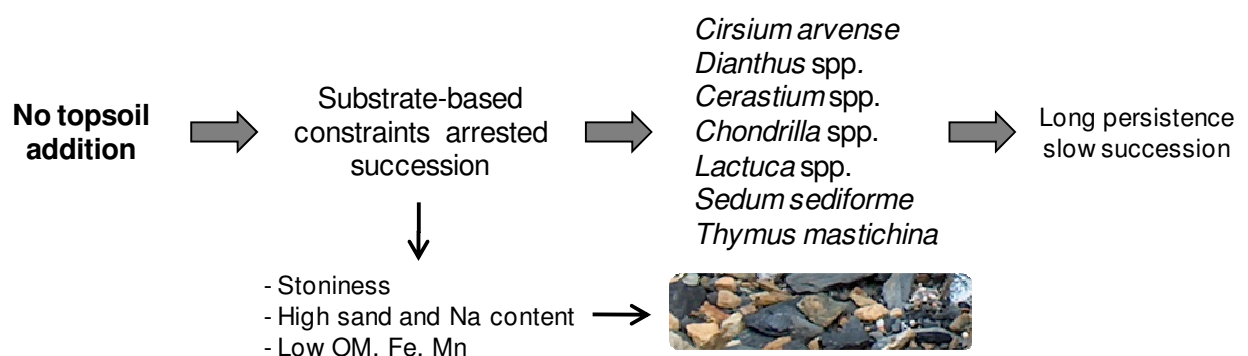 No topsoil
addition
Substrate-based
constraints arrested
succession
Cirsium arvense
Dianthus spp.
Cerastium spp.
Chondrilla spp.
Lactuca spp.
Sedum sediforme
Thymus mastichina
Long persistence
slow succession
- Stoniness
- High sand and Na content
- Low OM, Fe, Mn